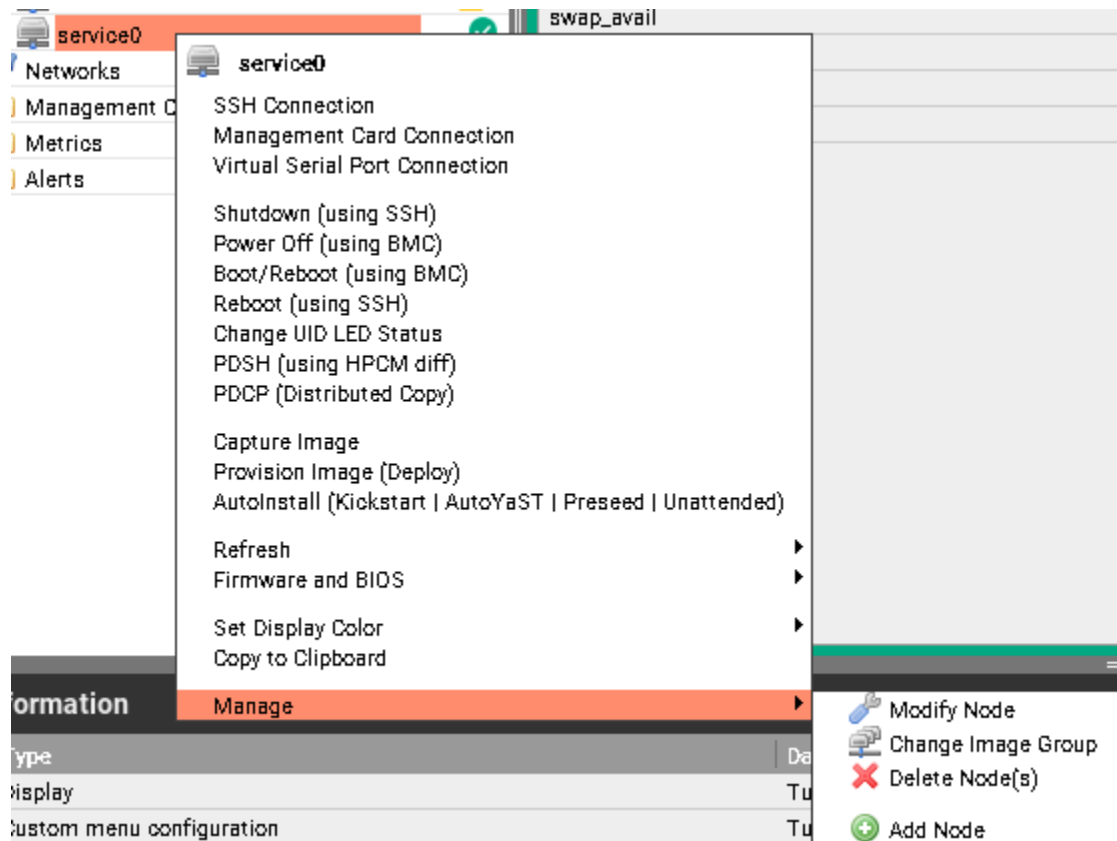 service0
swap_avail
Networks
Management C
Metrics
Alerts
service0
SSH Connection
Management Card Connection
Virtual Serial Port Connection
Shutdown (using SSH)
Power Off (using BMC)
Boot/Reboot (using BMC)
Reboot (using SSH)
Change UID LED Status
PDSH (using HPCM diff)
PDCP (Distributed Copy)
Capture Image
Provision Image (Deploy)
AutoInstall (Kickstart | AutoYaST | Preseed | Unattended)
Refresh
Firmware and BIOS
Set Display Color
Copy to Clipboard
Manage
Modify Node
Change Image Group
Delete Node(s)
Add Node
formation
Type
Da
Display
Tu
Custom menu configuration
Tu